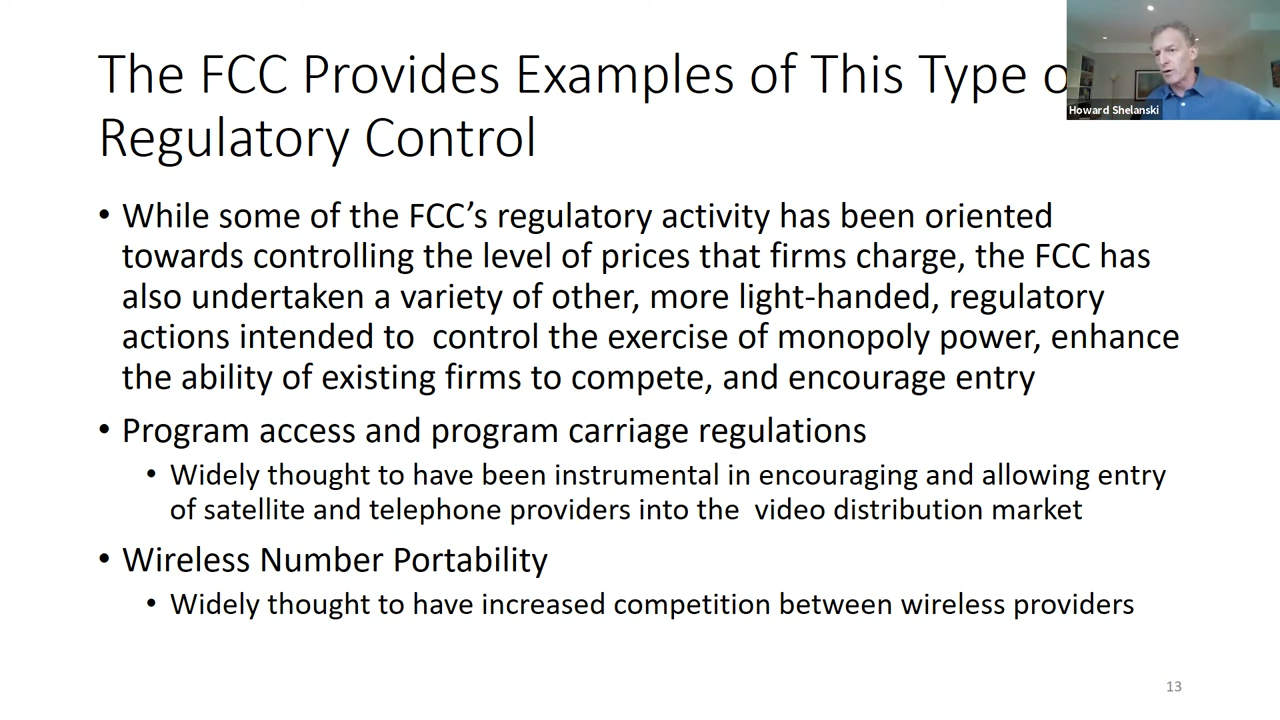 The FCC Provides Examples of This Type o
Regulatory Control
Howard Shelanski
• While some of the FCC’s regulatory activity has been oriented
towards controlling the level of prices that firms charge, the FCC has
also undertaken a variety of other, more light-handed, regulatory
actions intended to  control the exercise of monopoly power, enhance
the ability of existing firms to compete, and encourage entry
• Program access and program carriage regulations
• Widely thought to have been instrumental in encouraging and allowing entry
of satellite and telephone providers into the  video distribution market
• Wireless Number Portability
• Widely thought to have increased competition between wireless providers
13